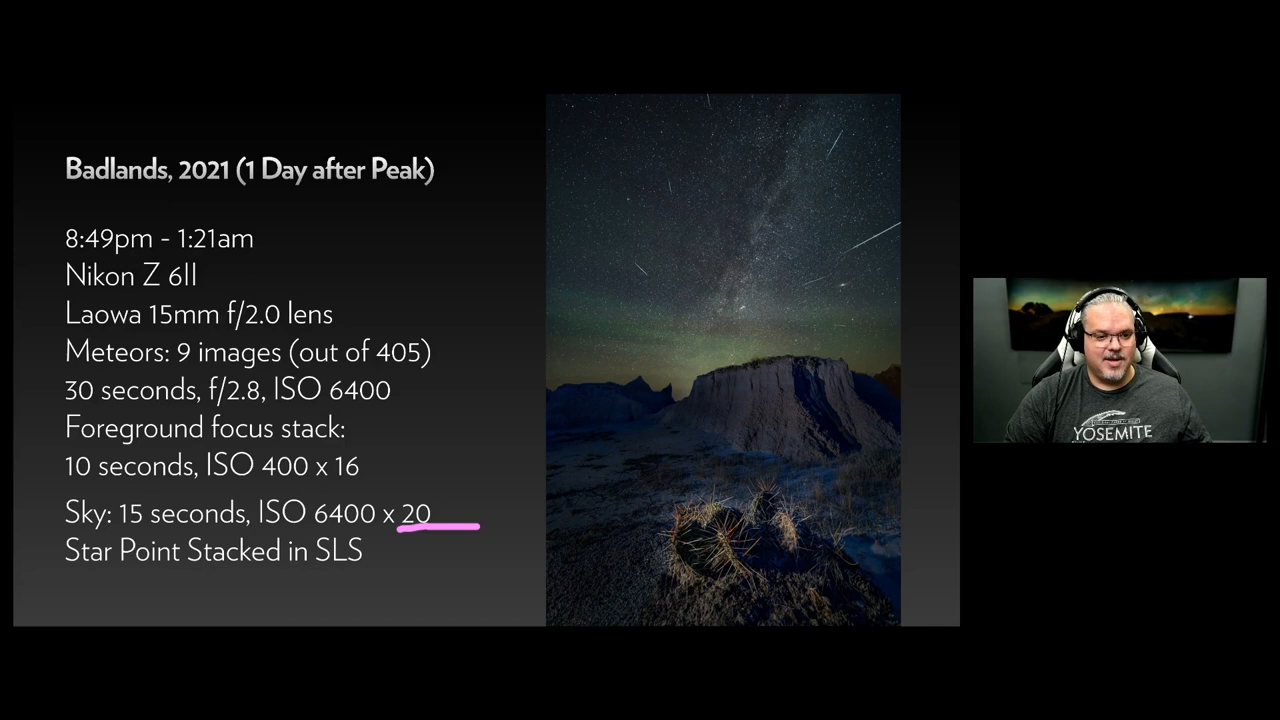 Badlands, 2021 (1 Day after Peak)
8:49pm - 1:21am
Nikon Z 6II
Laowa 15mm f/2.0 lens
Meteors: 9 images (out of 405)
30 seconds, f/2.8, ISO 6400
Foreground focus stack:
10 seconds, ISO 400 x 16
Sky: 15 seconds, ISO 6400 x 20
Star Point Stacked in SLS
YOSEMITE